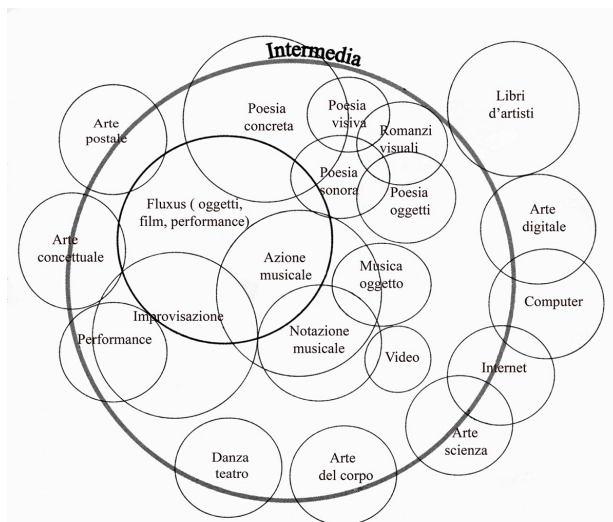 Intermedia
Poesia
concreta
Poesia
visiva
Romanzi
visuali
Libri
d'artisti
Arte
postale
Poesia
sonora
Poesia
oggetti
Fluxus ( oggetti,
film, performance)
Arte
digitale
Arte
concettuale
Azione
musicale
Musica
oggetto
Computer
Improvisazione
Performance
Notazione
musicale
Video
Internet
Arte
scienza
Danza
teatro
Arte
del corpo